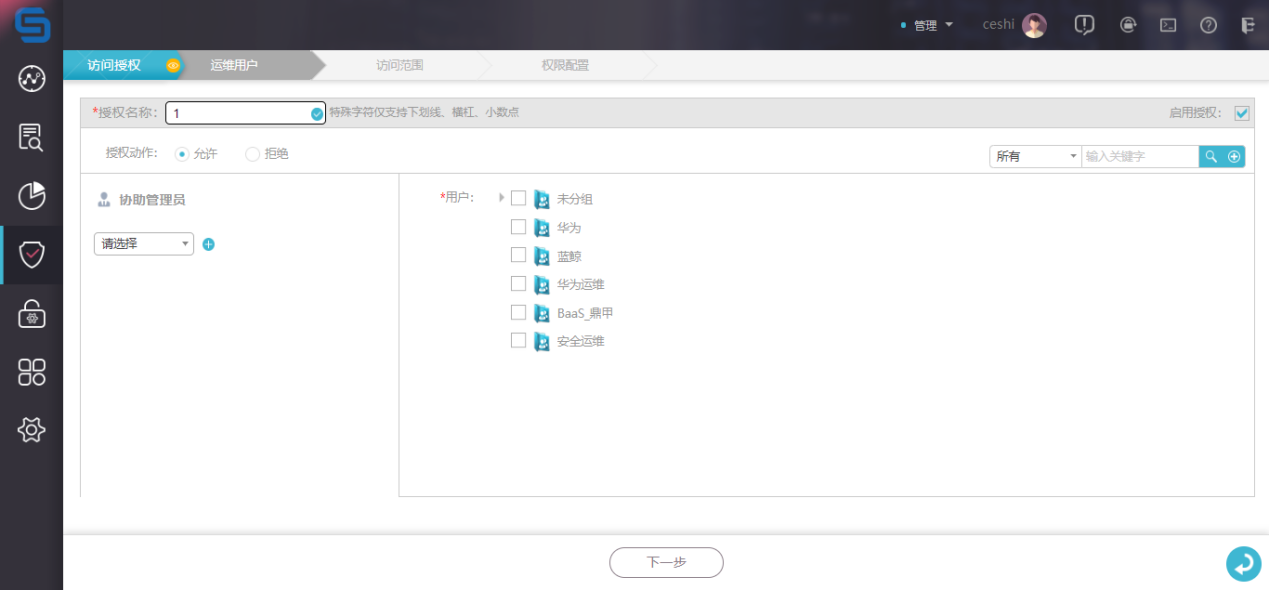 管理 ceshi
访问授权 运维用户 访问范围 权限配置
*授权名称: 1 特殊字符仅支持下划线、横杠、小数点 启用授权:
授权动作: 允许 拒绝 所有 输入关键字
协助管理员
请选择
*用户: 未分组
华为
蓝鲸
华为运维
BaaS_鼎甲
安全运维
下一步